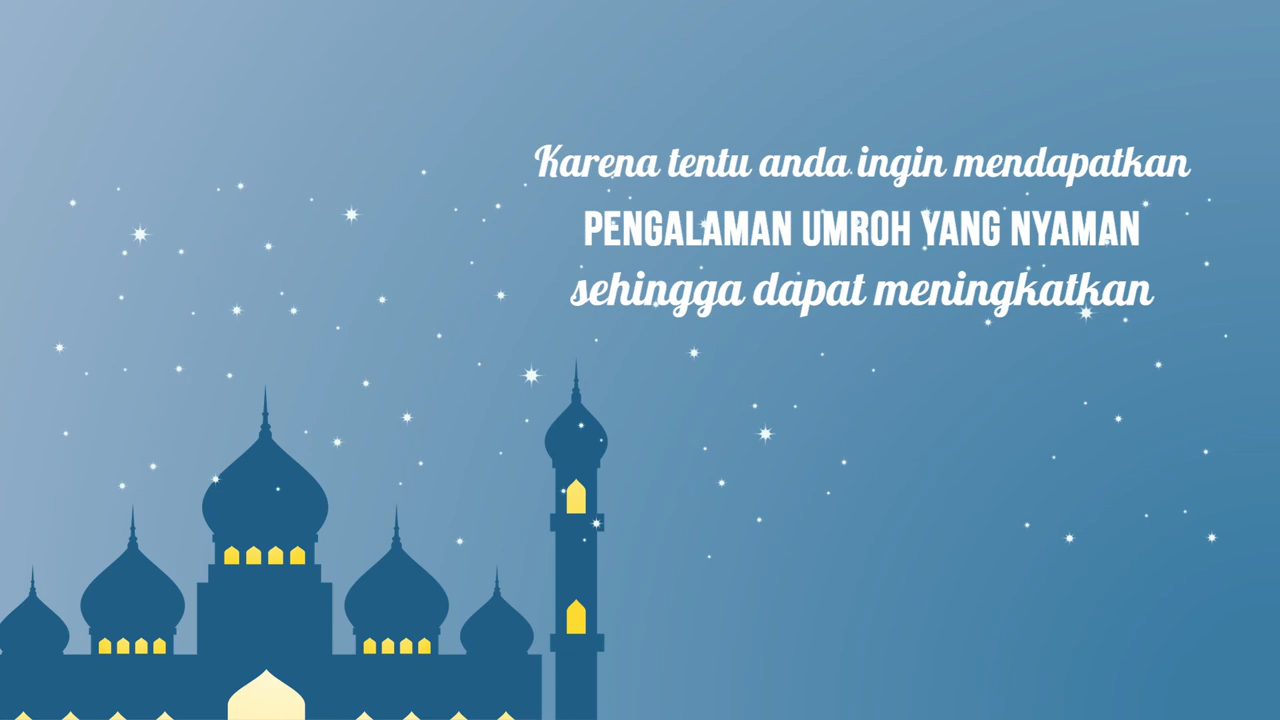 Karena tentu anda ingin mendapatkan
PENGALAMAN UMROH YANG NYAMAN
sehingga dapat meningkatkan